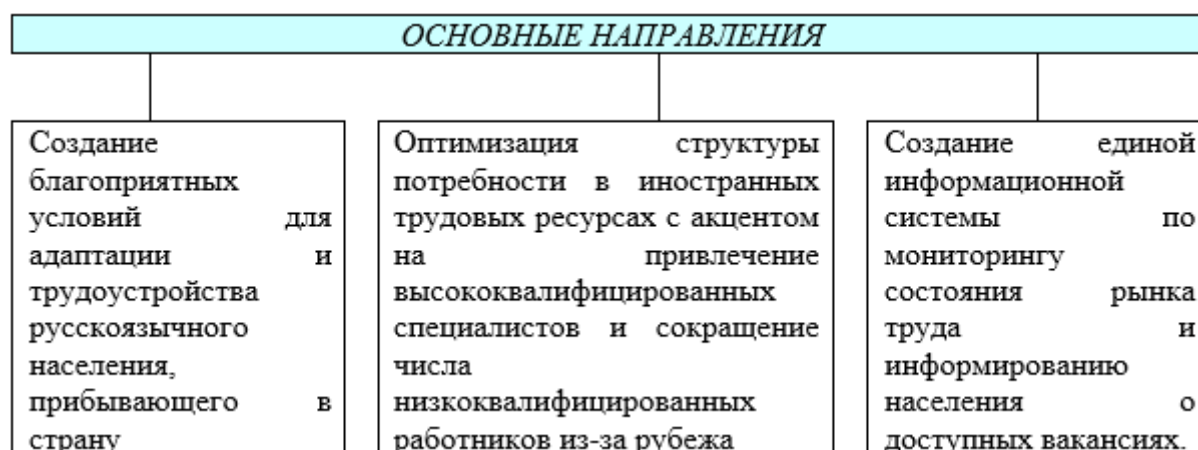 ОСНОВНЫЕ НАПРАВЛЕНИЯ
Создание
благоприятных
условий для
адаптации и
трудоустройства
русскоязычного
населения,
прибывающего в
страну
Оптимизация структуры
потребности в иностранных
трудовых ресурсах с акцентом
на привлечение
высококвалифицированных
специалистов и сокращение
числа
низкоквалифицированных
работников из-за рубежа
Создание единой
информационной
системы по
мониторингу
состояния рынка
труда и
информированию
населения о
доступных вакансиях.